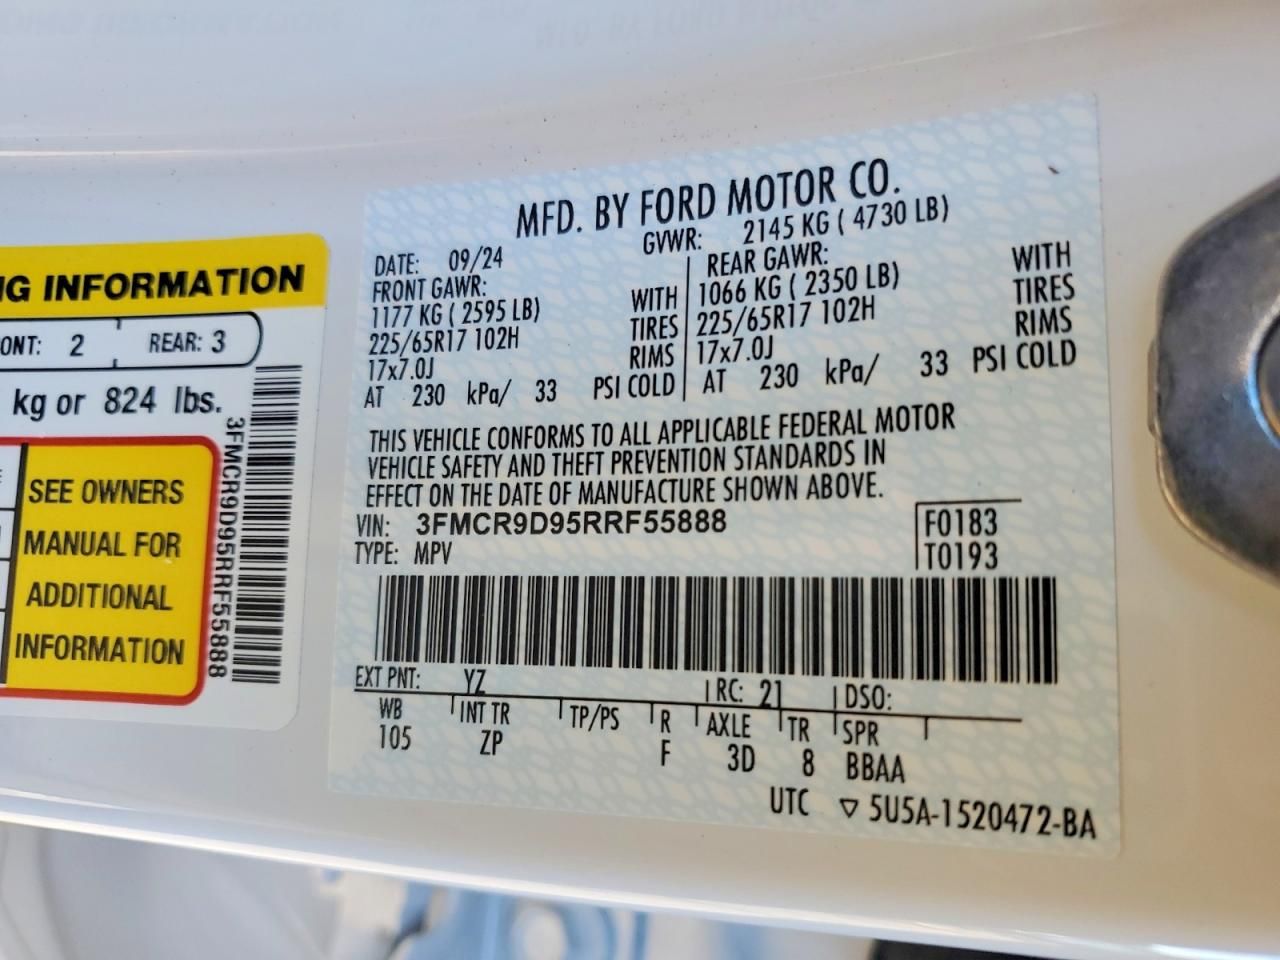 NG INFORMATION
ONT: 2 REAR: 3
kg or 824 lbs.
SEE OWNERS
MANUAL FOR
ADDITIONAL
INFORMATION
3FMCR9D95RRF55888
MFD. BY FORD MOTOR CO.
DATE: 09/24 GVWR: 2145 KG ( 4730 LB)
FRONT GAWR: REAR GAWR:
1177 KG ( 2595 LB) WITH 1066 KG ( 2350 LB) WITH
225/65R17 102H TIRES 225/65R17 102H TIRES
17x7.0J RIMS 17x7.0J RIMS
AT 230 kPa/ 33 PSI COLD AT 230 kPa/ 33 PSI COLD
THIS VEHICLE CONFORMS TO ALL APPLICABLE FEDERAL MOTOR
VEHICLE SAFETY AND THEFT PREVENTION STANDARDS IN
EFFECT ON THE DATE OF MANUFACTURE SHOWN ABOVE.
VIN: 3FMCR9D95RRF55888 F0183
TYPE: MPV T0193
EXT PNT: YZ RC: 21 DSO:
WB INT TR TP/PS R AXLE TR SPR
105 ZP F 3D 8 BBAA
UTC ▽ 5U5A-1520472-BA